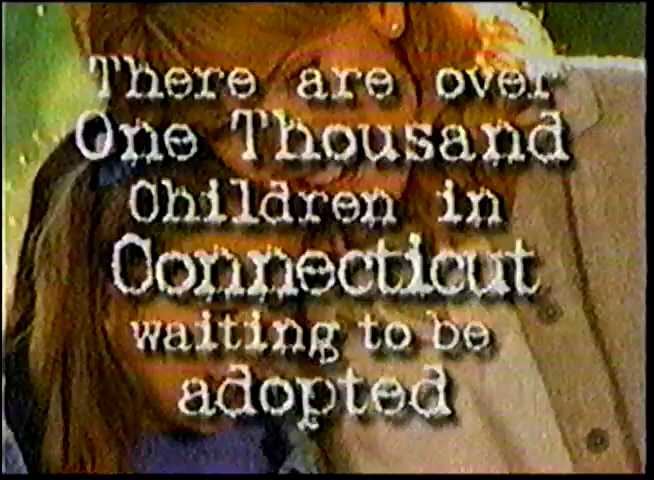 There are over
One Thousand
Children in
Connecticut
waiting to be
adopted